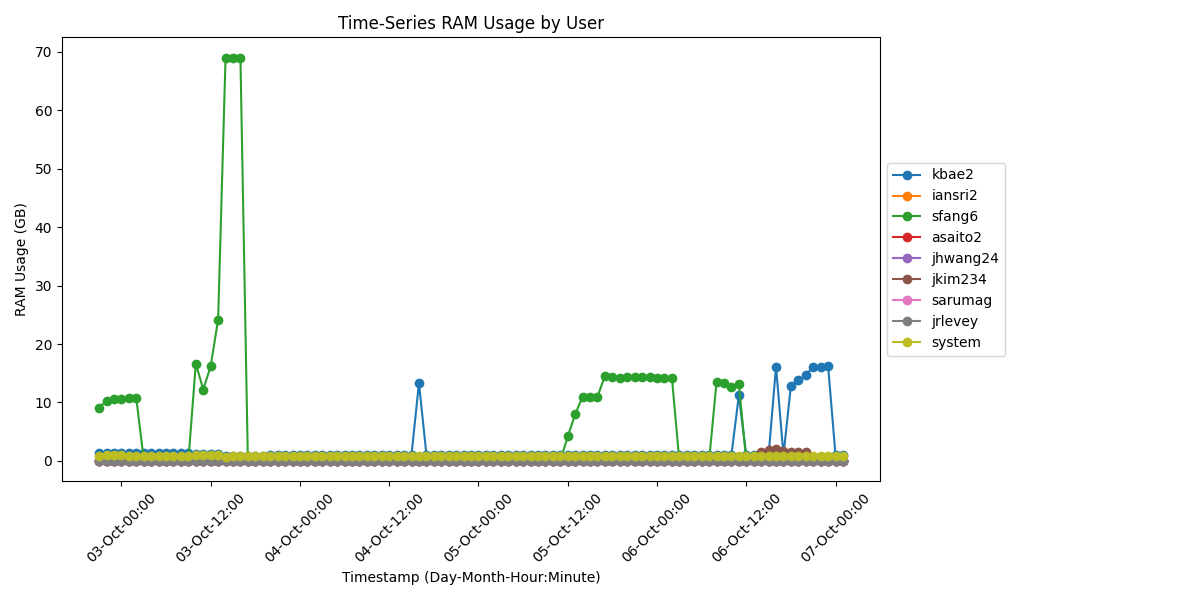 Time-Series RAM Usage by User
RAM Usage (GB)
70
60
50
40
30
20
10
0
03-Oct-00:00
03-Oct-12:00
04-Oct-00:00
04-Oct-12:00
05-Oct-00:00
05-Oct-12:00
06-Oct-00:00
06-Oct-12:00
07-Oct-00:00
Timestamp (Day-Month-Hour:Minute)
kbae2
iansri2
sfang6
asaito2
jhwang24
jkim234
sarumag
jrlevey
system